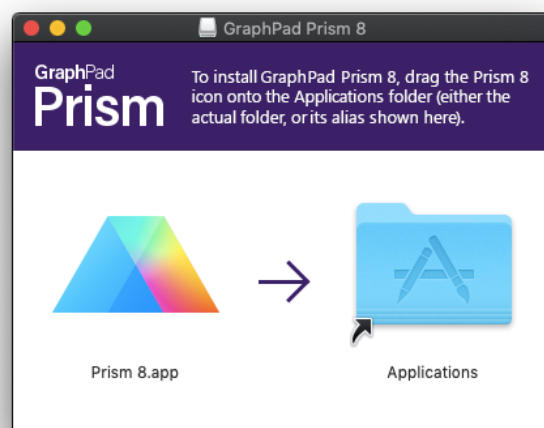 GraphPad Prism 8
GraphPad
Prism
To install GraphPad Prism 8, drag the Prism 8
icon onto the Applications folder (either the
actual folder, or its alias shown here).
Prism 8.app
Applications